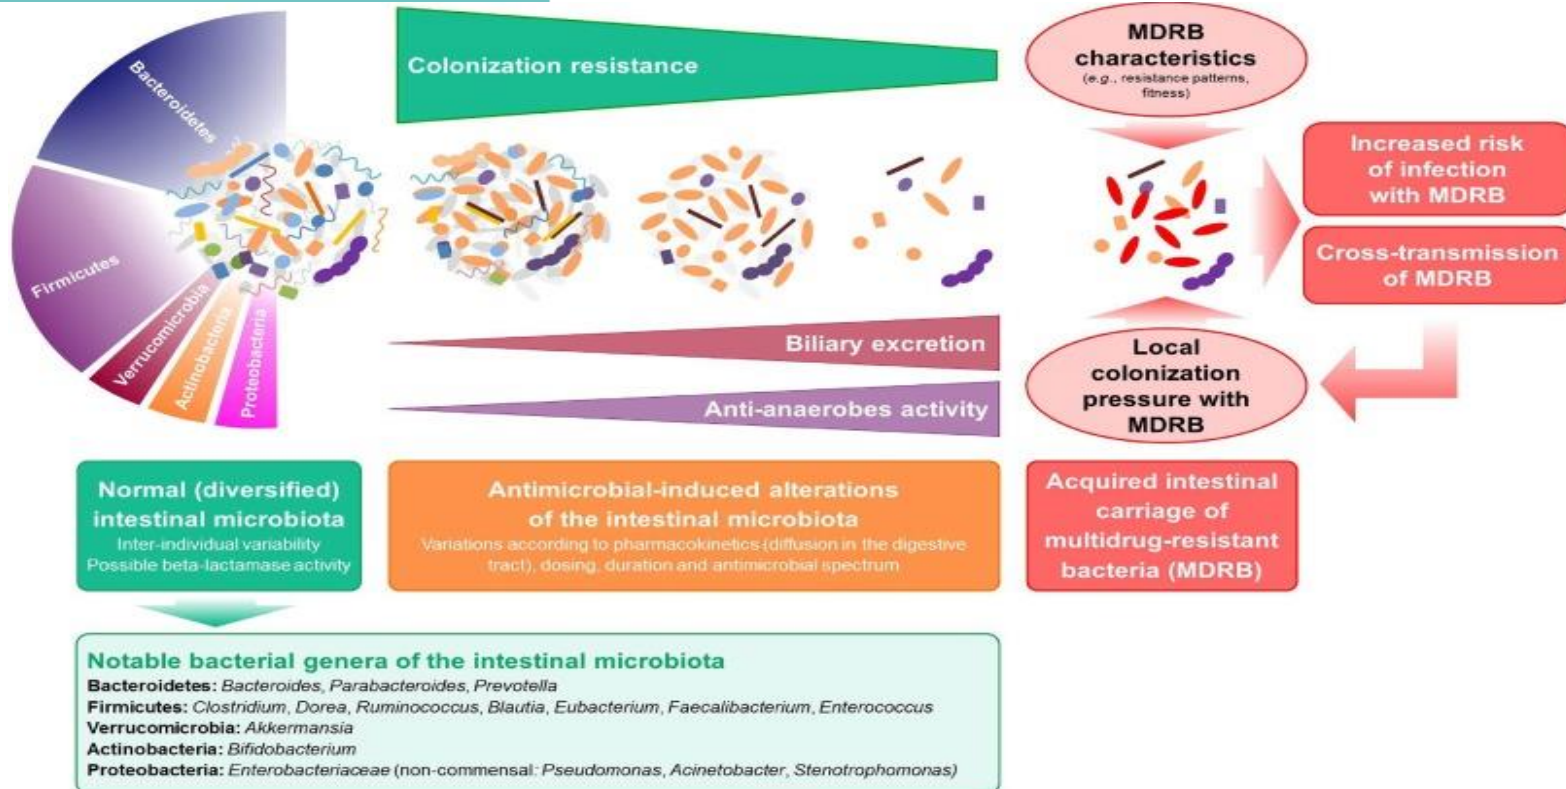 Bacteroidetes
Firmicutes
Verrucomicrobia
Actinobacteria
Proteobacteria
Colonization resistance
Biliary excretion
Anti-anaerobes activity
MDRB
characteristics
(e.g., resistance patterns,
fitness)
Increased risk
of infection
with MDRB
Cross-transmission
of MDRB
Local
colonization
pressure with
MDRB
Normal (diversified)
intestinal microbiota
Inter-individual variability
Possible beta-lactamase activity
Antimicrobial-induced alterations
of the intestinal microbiota
Variations according to pharmacokinetics (diffusion in the digestive
tract), dosing, duration and antimicrobial spectrum
Acquired intestinal
carriage of
multidrug-resistant
bacteria (MDRB)
Notable bacterial genera of the intestinal microbiota
Bacteroidetes: Bacteroides, Parabacteroides, Prevotella
Firmicutes: Clostridium, Dorea, Ruminococcus, Blautia, Eubacterium, Faecalibacterium, Enterococcus
Verrucomicrobia: Akkermansia
Actinobacteria: Bifidobacterium
Proteobacteria: Enterobacteriaceae (non-commensal: Pseudomonas, Acinetobacter, Stenotrophomonas)